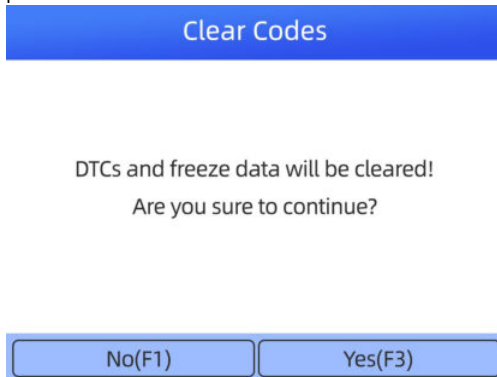 Clear Codes
DTCs and freeze data will be cleared!
Are you sure to continue?
No(F1)
Yes(F3)